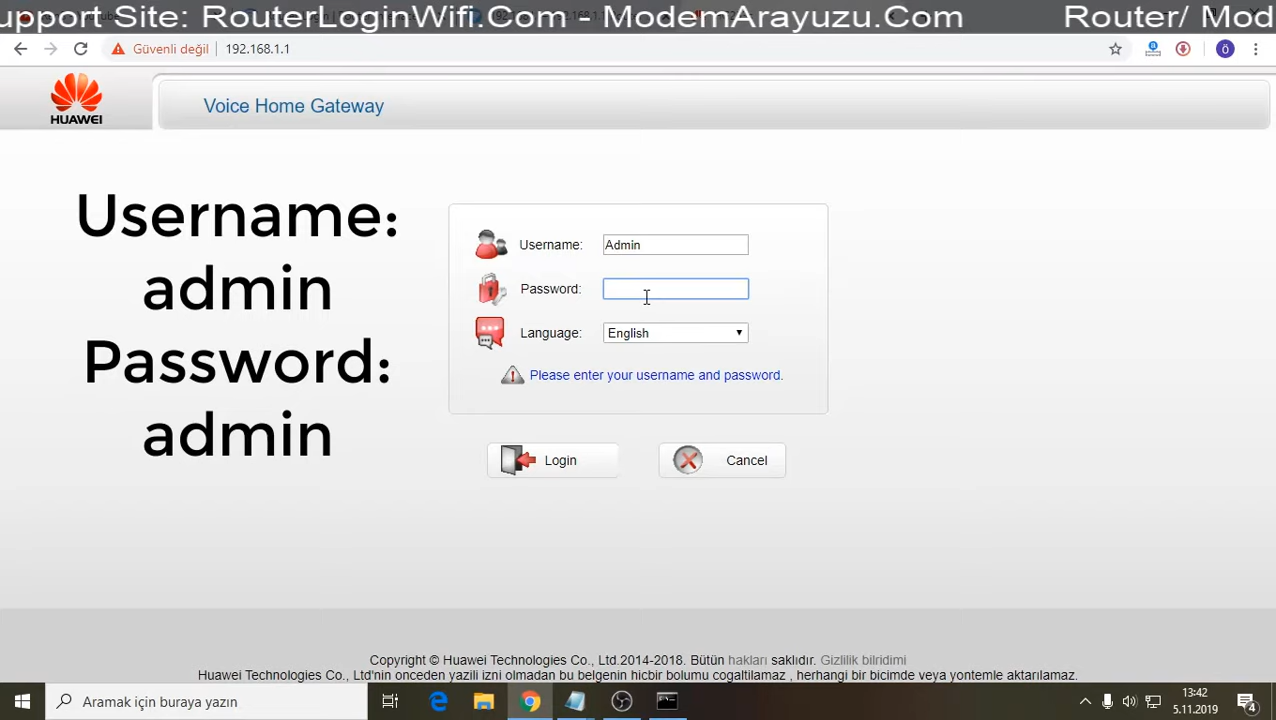 upport Site: RouterLoginWifi.Com - ModemArayuzu.Com Router/ Mod
Güvenli değil 192.168.1.1
ö
HUAWEI
Voice Home Gateway
Username:
admin
Password:
admin
Username: Admin
Password:
Language: English
Please enter your username and password.
Login Cancel
Copyright © Huawei Technologies Co., Ltd.2014-2018. Bütün hakları saklıdır. Gizlilik bilridimi
Huawei Technologies Co., Ltd'nin onceden yazili izni olmadan bu belgenin hicbir bolumu cogaltilamaz , herhangi bir bicimde veya yontemle aktarılamaz.
Aramak için buraya yazın
13:42
5.11.2019
4